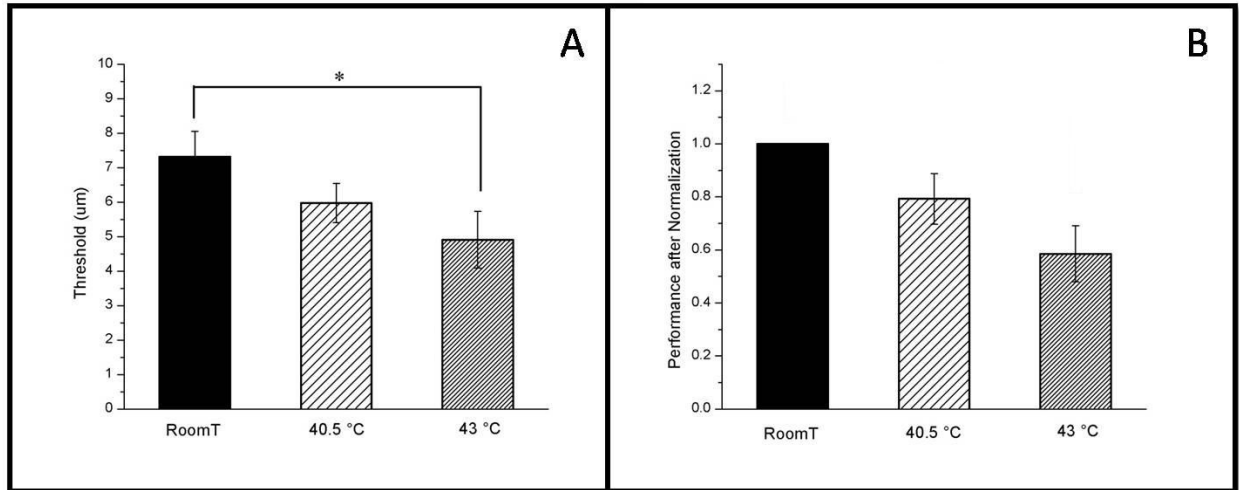 A
10
9
8
7
6
5
4
3
2
1
0
Threshold (um)
*
RoomT
40.5 °C
43 °C
B
1.2
1.0
0.8
0.6
0.4
0.2
0.0
Performance after Normalization
RoomT
40.5 °C
43 °C